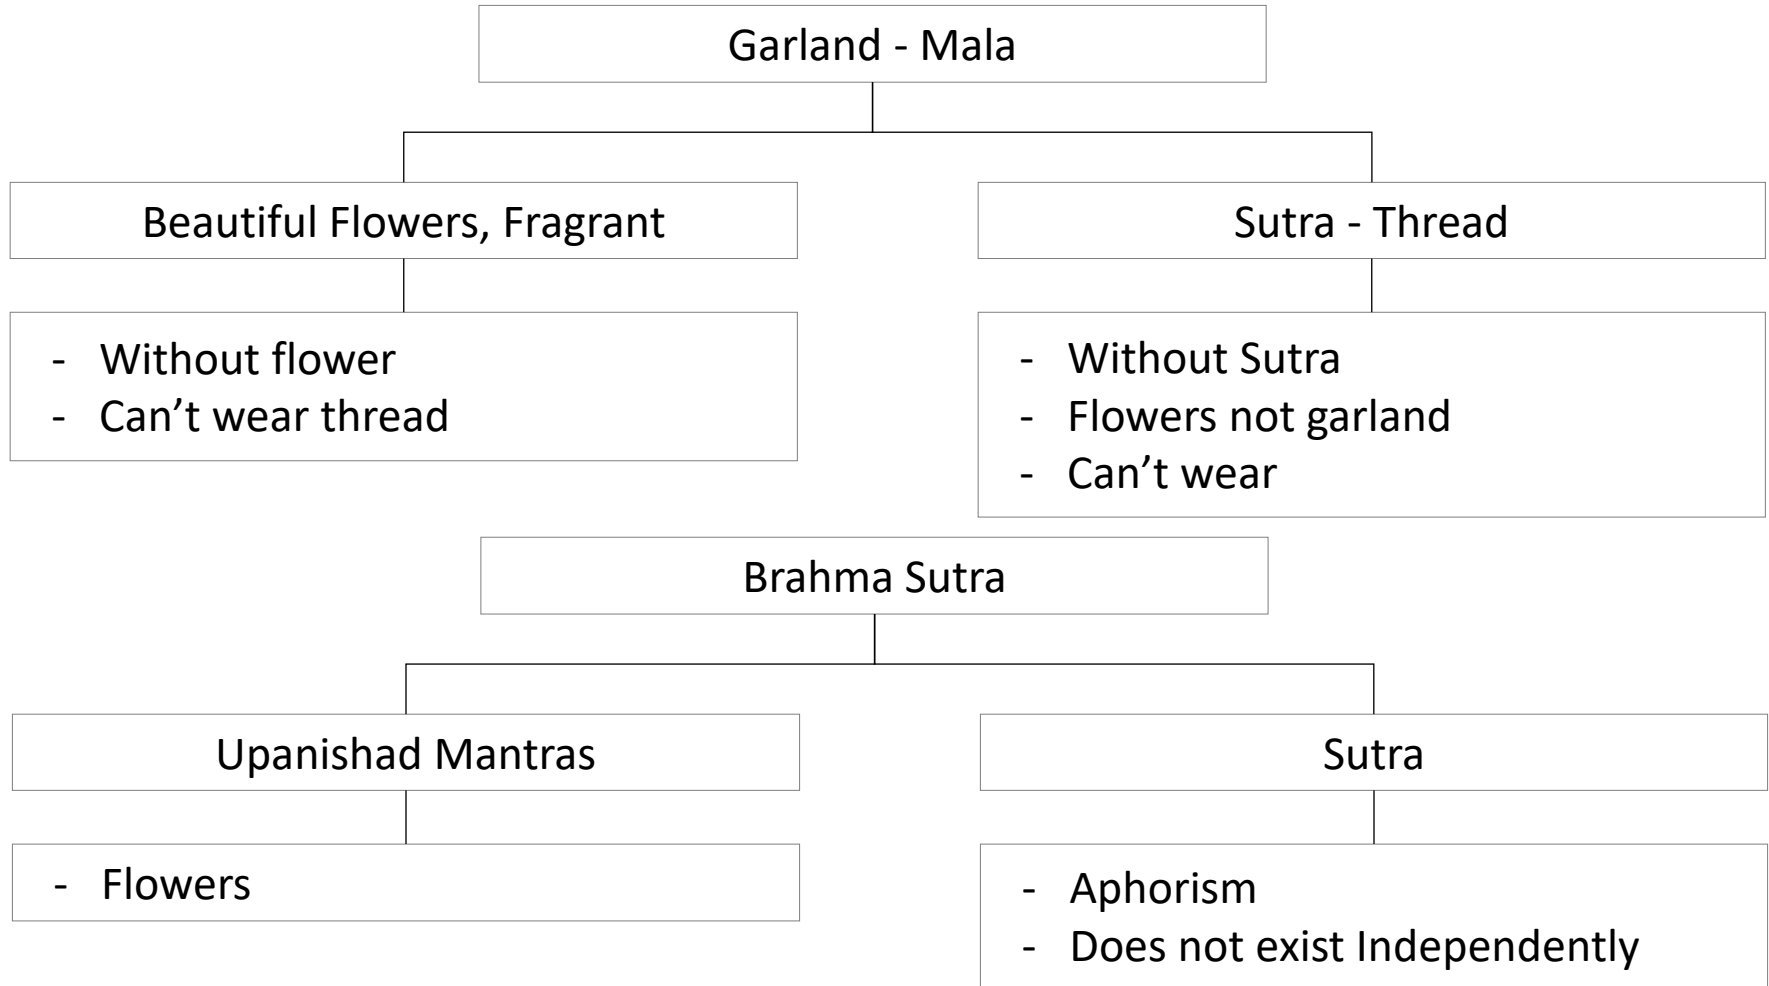 Garland - Mala
Beautiful Flowers, Fragrant
Sutra - Thread
- Without flower
- Can’t wear thread
- Without Sutra
- Flowers not garland
- Can’t wear
Brahma Sutra
Upanishad Mantras
Sutra
- Flowers
- Aphorism
- Does not exist Independently